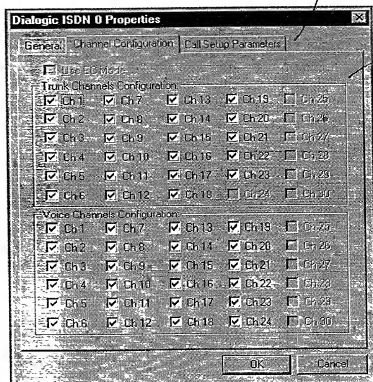 Dialogic ISDN 0 Properties
General Channel Configuration Call Setup Parameters
Use EC Mode
Trunk Channels Configuration:
Ch 1 Ch 7 Ch 13 Ch 19 Ch 25
Ch 2 Ch 8 Ch 14 Ch 20 Ch 26
Ch 3 Ch 9 Ch 15 Ch 21 Ch 27
Ch 4 Ch 10 Ch 16 Ch 22 Ch 28
Ch 5 Ch 11 Ch 17 Ch 23 Ch 29
Ch 6 Ch 12 Ch 18 Ch 24 Ch 30
Voice Channels Configuration:
Ch 1 Ch 7 Ch 13 Ch 19 Ch 25
Ch 2 Ch 8 Ch 14 Ch 20 Ch 26
Ch 3 Ch 9 Ch 15 Ch 21 Ch 27
Ch 4 Ch 10 Ch 16 Ch 22 Ch 28
Ch 5 Ch 11 Ch 17 Ch 23 Ch 29
Ch 6 Ch 12 Ch 18 Ch 24 Ch 30
OK Cancel